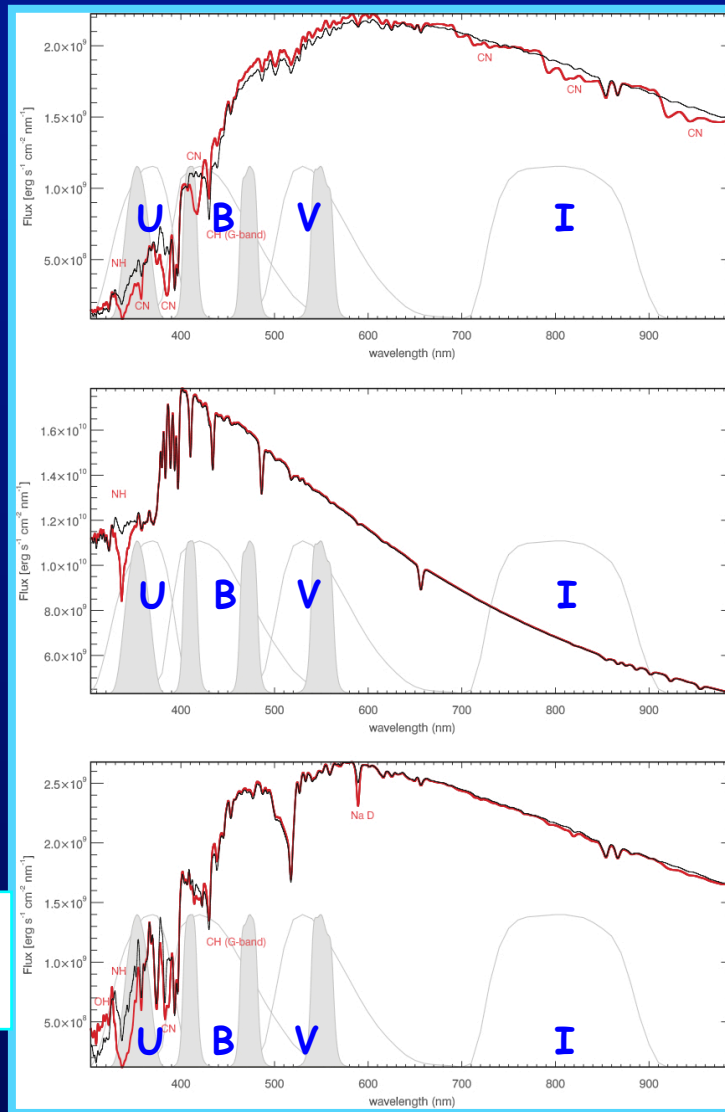 2.0×10⁹
1.5×10⁹
1.0×10⁹
5.0×10⁸
Flux [erg s⁻¹ cm⁻² nm⁻¹]
CN
CN
CN
CN
CH (G-band)
NH
CN
CN
U B V I
400 500 600 700 800 900
wavelength (nm)
1.6×10¹⁰
1.4×10¹⁰
1.2×10¹⁰
1.0×10¹⁰
8.0×10⁹
6.0×10⁹
Flux [erg s⁻¹ cm⁻² nm⁻¹]
NH
U B V I
400 500 600 700 800 900
wavelength (nm)
2.5×10⁹
2.0×10⁹
1.5×10⁹
1.0×10⁹
5.0×10⁸
Flux [erg s⁻¹ cm⁻² nm⁻¹]
Na D
CH (G-band)
NH
OH
CN
U B V I
400 500 600 700 800 900
wavelength (nm)